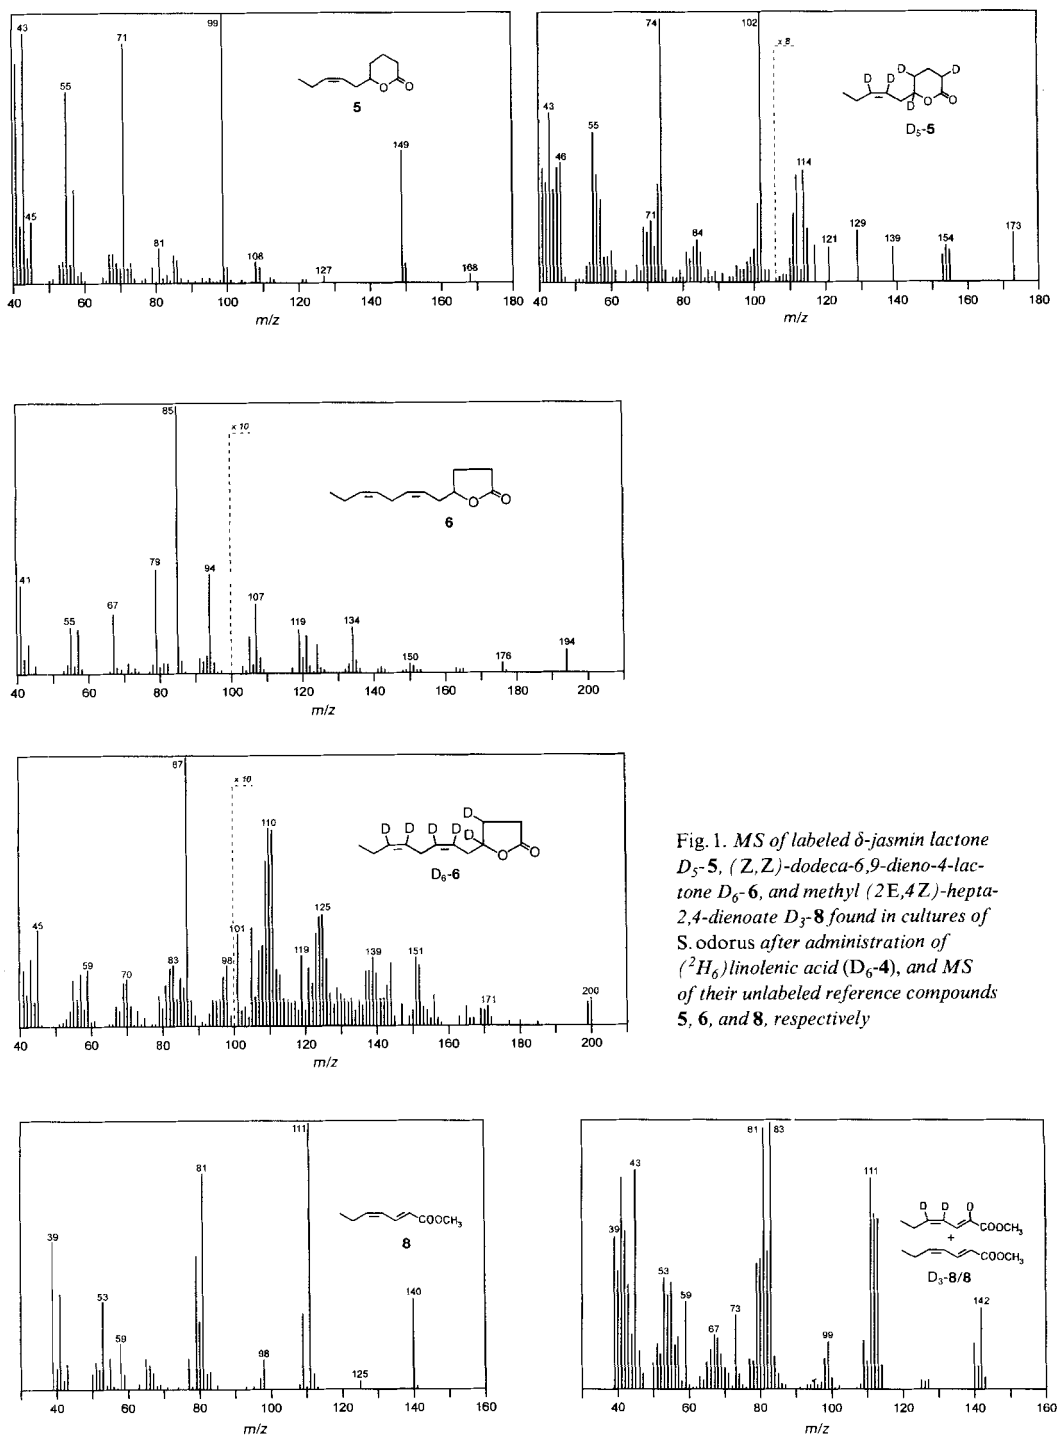 99
43
71
55
149
45
81
108
127
168
5
40 60 80 100 120 140 160 180
m/z
74
102
x 8
43
46
55
71
84
114
121
129
139
154
173
D D D D D
O O
D5-5
40 60 80 100 120 140 160 180
m/z
85
x 10
41
55
67
79
94
107
119
134
150
176
194
O O
6
40 60 80 100 120 140 160 180 200
m/z
87
x 10
45
59
70
83
98
101
110
119
125
139
151
171
200
D D D D D D
O O
D6-6
40 60 80 100 120 140 160 180 200
m/z
Fig. 1. MS of labeled δ-jasmin lactone
D5-5, (Z,Z)-dodeca-6,9-dieno-4-lac-
tone D6-6, and methyl (2E,4Z)-hepta-
2,4-dienoate D3-8 found in cultures of
S. odorus after administration of
(2H6)linolenic acid (D6-4), and MS
of their unlabeled reference compounds
5, 6, and 8, respectively
111
81
39
53
59
98
125
140
COOCH3
8
40 60 80 100 120 140 160
m/z
81 83
43
39
53
59
67
73
99
111
142
D D D
COOCH3
+
COOCH3
D3-8/8
40 60 80 100 120 140 160
m/z